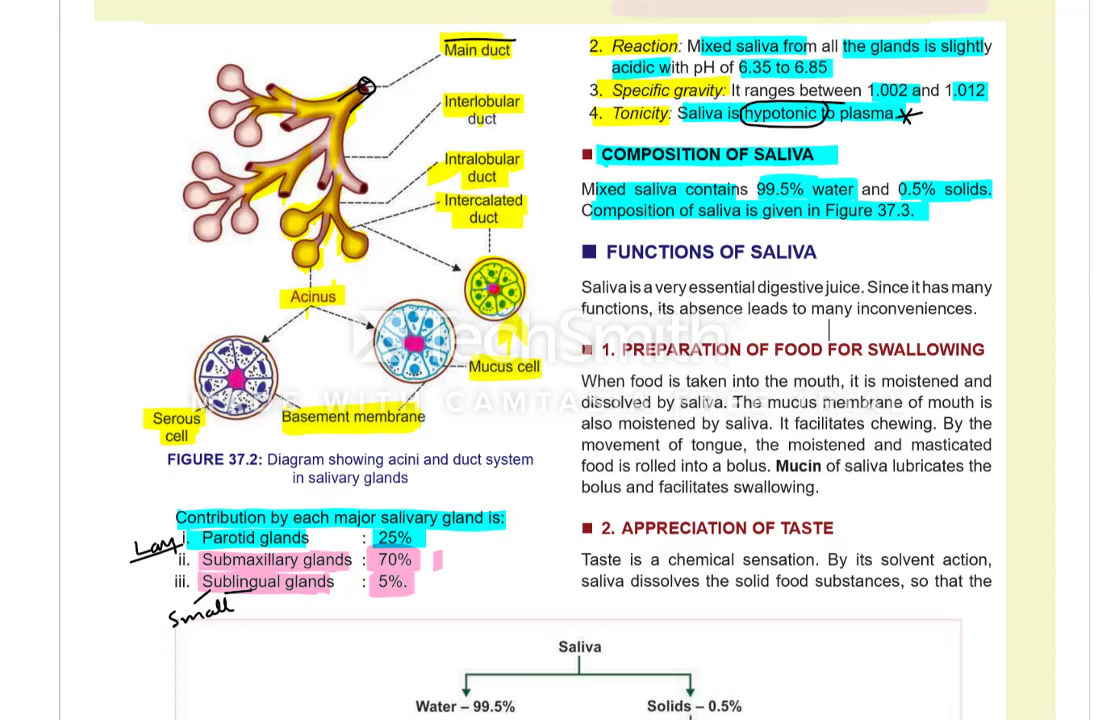 Main duct
Interlobular
duct
Intralobular
duct
Intercalated
duct
Acinus
Mucus cell
Serous
cell
Basement membrane
FIGURE 37.2: Diagram showing acini and duct system
in salivary glands
Contribution by each major salivary gland is:
i. Parotid glands : 25%
ii. Submaxillary glands : 70%
iii. Sublingual glands : 5%.
Small
2. Reaction: Mixed saliva from all the glands is slightly
acidic with pH of 6.35 to 6.85
3. Specific gravity: It ranges between 1.002 and 1.012
4. Tonicity: Saliva is hypotonic to plasma.
COMPOSITION OF SALIVA
Mixed saliva contains 99.5% water and 0.5% solids.
Composition of saliva is given in Figure 37.3.
FUNCTIONS OF SALIVA
Saliva is a very essential digestive juice. Since it has many
functions, its absence leads to many inconveniences.
1. PREPARATION OF FOOD FOR SWALLOWING
When food is taken into the mouth, it is moistened and
dissolved by saliva. The mucus membrane of mouth is
also moistened by saliva. It facilitates chewing. By the
movement of tongue, the moistened and masticated
food is rolled into a bolus. Mucin of saliva lubricates the
bolus and facilitates swallowing.
2. APPRECIATION OF TASTE
Taste is a chemical sensation. By its solvent action,
saliva dissolves the solid food substances, so that the
Saliva
Water – 99.5%
Solids – 0.5%
TechSmith
MADE WITH CAMTASIA FREE TRIAL